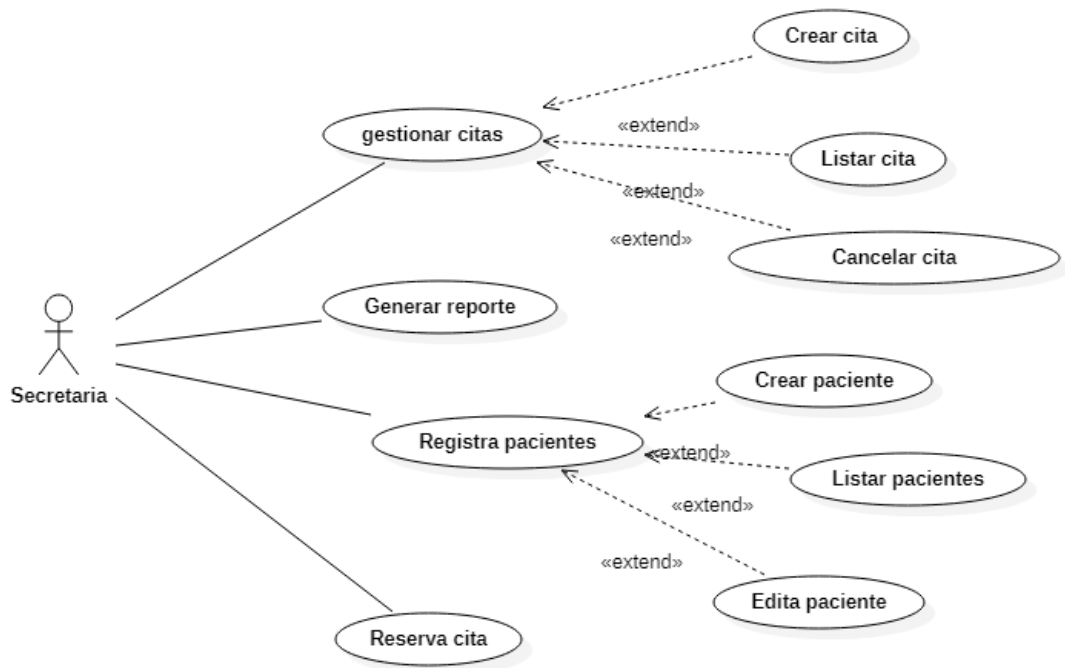 Crear cita
gestionar citas
«extend»
Listar cita
«extend»
«extend»
Cancelar cita
Generar reporte
Secretaria
Crear paciente
Registra pacientes
«extend»
Listar pacientes
«extend»
«extend»
Edita paciente
Reserva cita